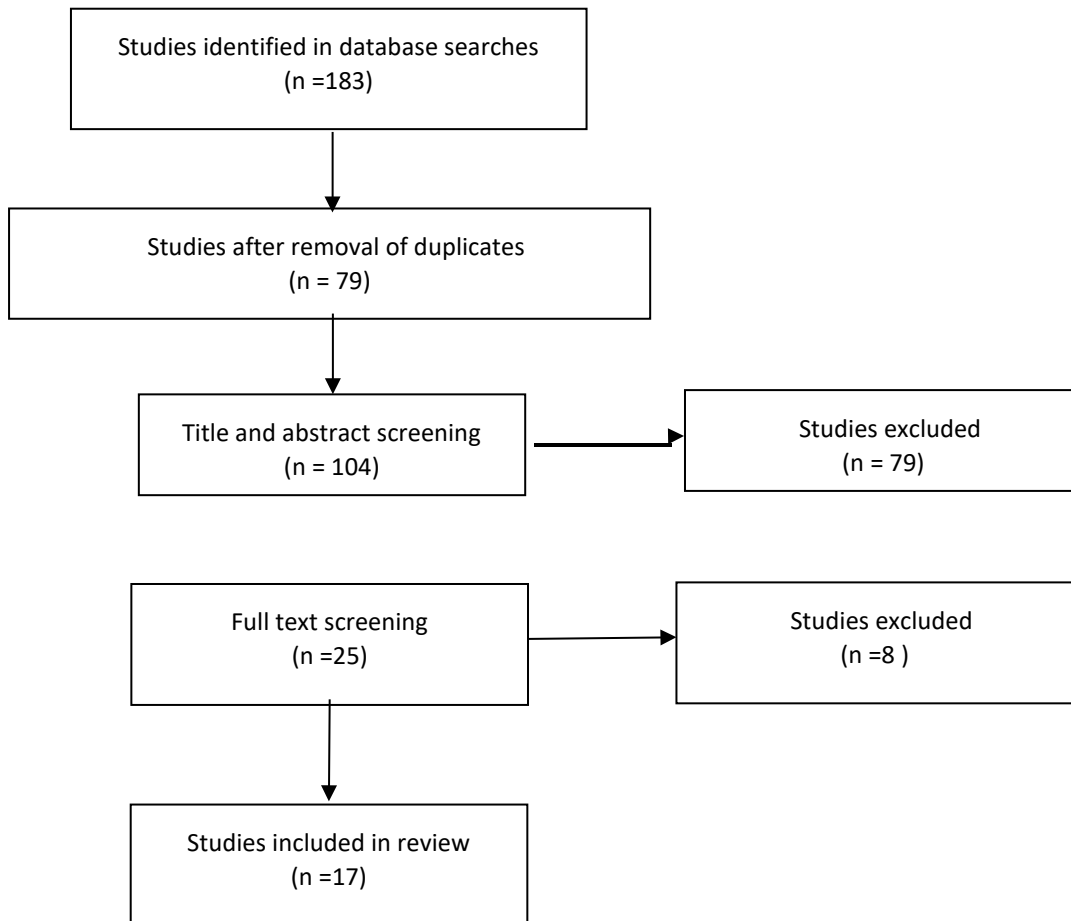 Studies identified in database searches
(n =183)
Studies after removal of duplicates
(n = 79)
Title and abstract screening
(n = 104)
Studies excluded
(n = 79)
Full text screening
(n =25)
Studies excluded
(n =8 )
Studies included in review
(n =17)